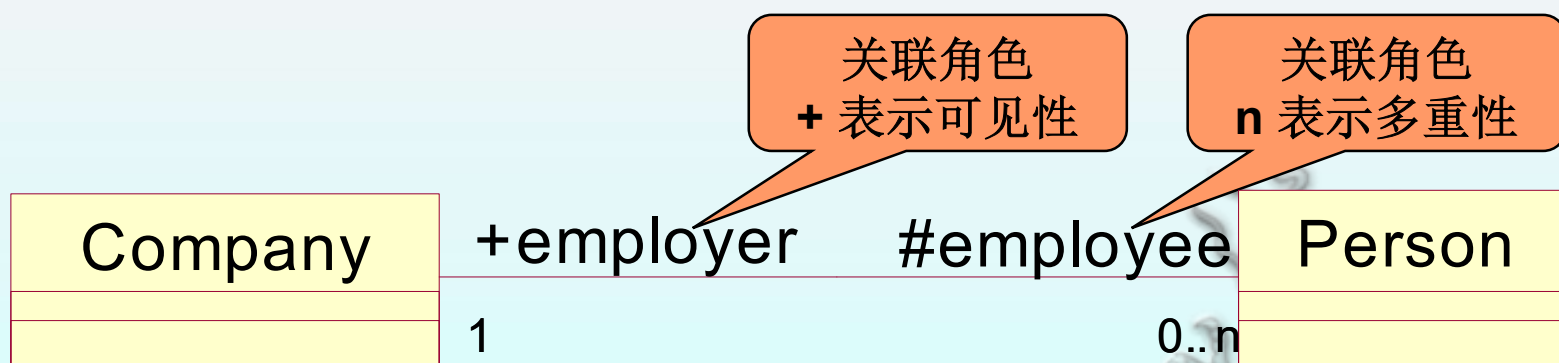 关联角色
+ 表示可见性
关联角色
n 表示多重性
Company
+employer
#employee
Person
1
0..n